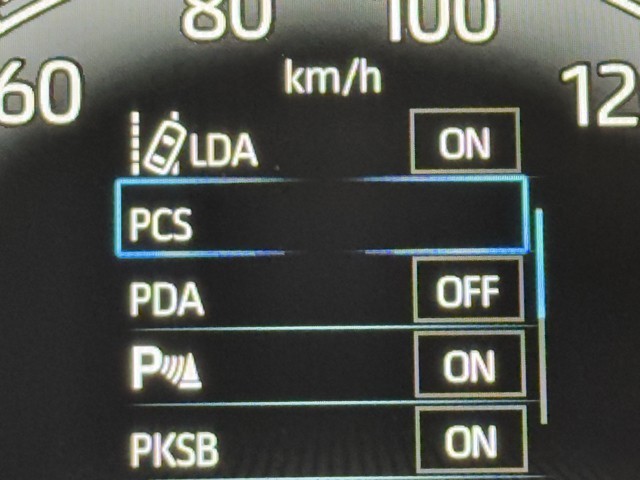 80 100
60 km/h 12
LDA ON
PCS
PDA OFF
P ON
PKSB ON